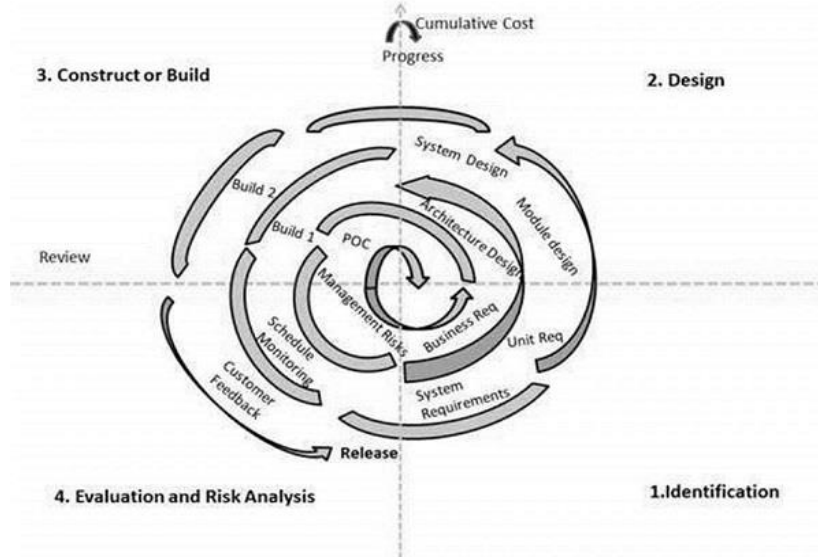 Cumulative Cost
Progress
3. Construct or Build
2. Design
System Design
Module design
Build 2
Build 1
POC
Architecture Design
Review
Management Risks
Business Req
Unit Req
Schedule
Monitoring
Customer
Feedback
System
Requirements
Release
4. Evaluation and Risk Analysis
1.Identification